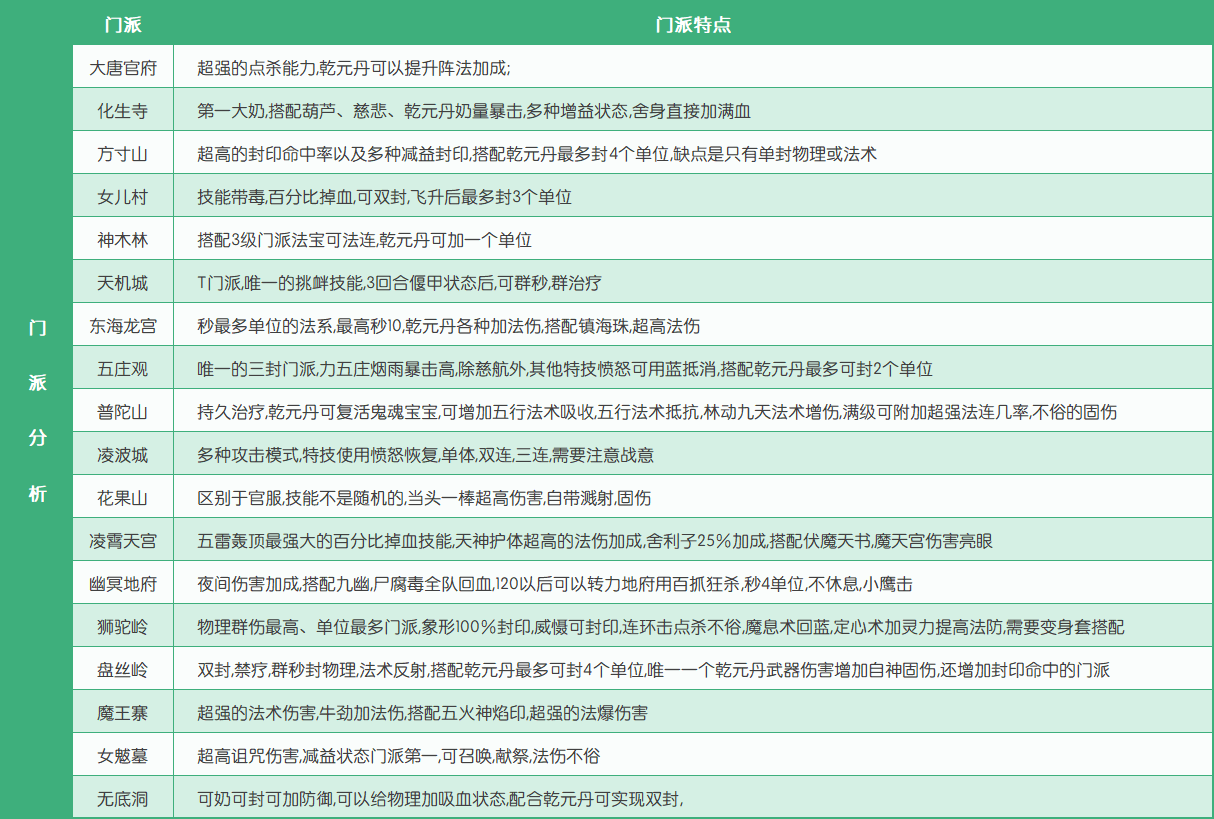 门派 门派特点
大唐官府 超强的点杀能力,乾元丹可以提升阵法加成;
化生寺 第一大奶,搭配葫芦、慈悲、乾元丹奶量暴击,多种增益状态,舍身直接加满血
方寸山 超高的封印命中率以及多种减益封印,搭配乾元丹最多封4个单位,缺点是只有单封物理或法术
女儿村 技能带毒,百分比掉血,可双封,飞升后最多封3个单位
神木林 搭配3级门派法宝可法连,乾元丹可加一个单位
天机城 T门派,唯一的挑衅技能,3回合偃甲状态后,可群秒,群治疗
东海龙宫 秒最多单位的法系,最高秒10,乾元丹各种加法伤,搭配镇海珠,超高法伤
五庄观 唯一的三封门派,力五庄烟雨暴击高,除慈航外,其他特技愤怒可用蓝抵消,搭配乾元丹最多可封2个单位
普陀山 持久治疗,乾元丹可复活鬼魂宝宝,可增加五行法术吸收,五行法术抵抗,林动九天法术增伤,满级可附加超强法连几率,不俗的固伤
凌波城 多种攻击模式,特技使用愤怒恢复,单体,双连,三连,需要注意战意
花果山 区别于官服,技能不是随机的,当头一棒超高伤害,自带溅射,固伤
凌霄天宫 五雷轰顶最强大的百分比掉血技能,天神护体超高的法伤加成,舍利子25%加成,搭配伏魔天书,魔天宫伤害亮眼
幽冥地府 夜间伤害加成,搭配九幽,尸腐毒全队回血,120以后可以转力地府用百抓狂杀,秒4单位,不休息,小鹰击
狮驼岭 物理群伤最高、单位最多门派,象形100%封印,威慑可封印,连环击点杀不俗,魔息术回蓝,定心术加灵力提高法防,需要变身套搭配
盘丝岭 双封,禁疗,群秒封物理,法术反射,搭配乾元丹最多可封4个单位,唯一一个乾元丹武器伤害增加自神固伤,还增加封印命中的门派
魔王寨 超强的法术伤害,牛劲加法伤,搭配五火神焰印,超强的法爆伤害
女魃墓 超高诅咒伤害,减益状态门派第一,可召唤,献祭,法伤不俗
无底洞 可奶可封可加防御,可以给物理加吸血状态,配合乾元丹可实现双封,
门
派
分
析